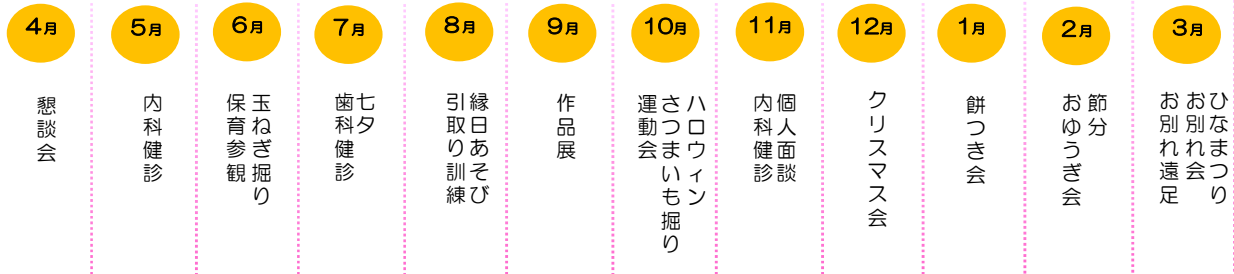 4月
懇談会
5月
内科健診
6月
玉ねぎ掘り
保育参観
7月
七夕
歯科健診
8月
縁日あそび
引取り訓練
9月
作品展
10月
ハロウィン
さつまいも掘り
運動会
11月
個人面談
内科健診
12月
クリスマス会
1月
餅つき会
2月
節分
おゆうぎ会
3月
ひなまつり
お別れ会
お別れ遠足